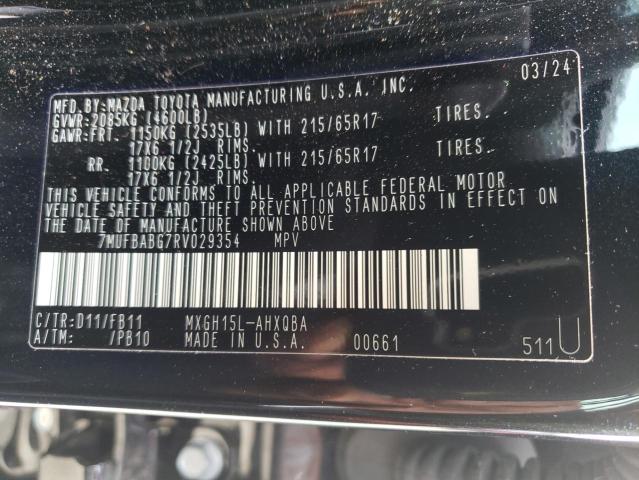 MFD.BY:MAZDA TOYOTA MANUFACTURING U.S.A. INC. 03/24
GVWR:2085KG (4600LB)
GAWR:FRT. 1150KG (2535LB) WITH 215/65R17 TIRES.
17X6 1/2J RIMS.
RR. 1100KG (2425LB) WITH 215/65R17 TIRES.
17X6 1/2J RIMS.
THIS VEHICLE CONFORMS TO ALL APPLICABLE FEDERAL MOTOR
VEHICLE SAFETY AND THEFT PREVENTION STANDARDS IN EFFECT ON
THE DATE OF MANUFACTURE SHOWN ABOVE
7MUFBABG7RV029354 MPV
C/TR:D11/FB11 MXGH15L-AHXQBA
A/TM: /PB10 MADE IN U.S.A. 00661 511U